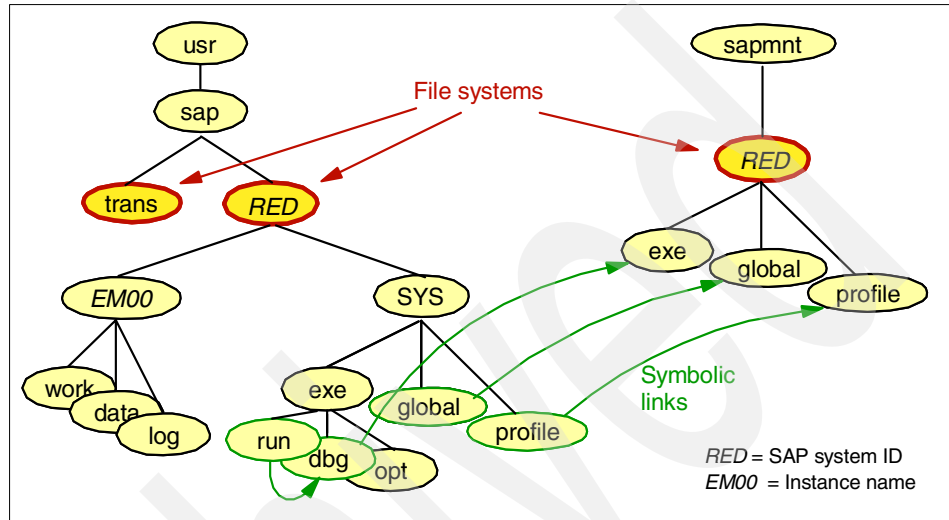 usr
sapmnt
File systems
sap
RED
trans
RED
exe
global
profile
EM00
SYS
work
data
log
exe
global
profile
Symbolic
links
run
dbg
opt
RED = SAP system ID
EM00 = Instance name